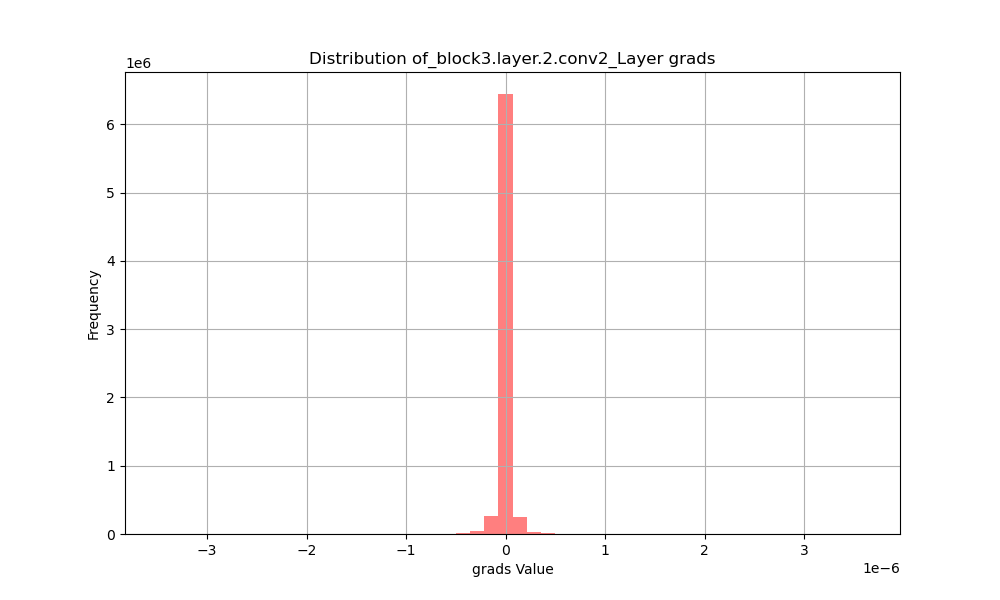 Distribution of_block3.layer.2.conv2_Layer grads
1e6
6
5
4
3
2
1
0
Frequency
−3
−2
−1
0
1
2
3
grads Value
1e−6